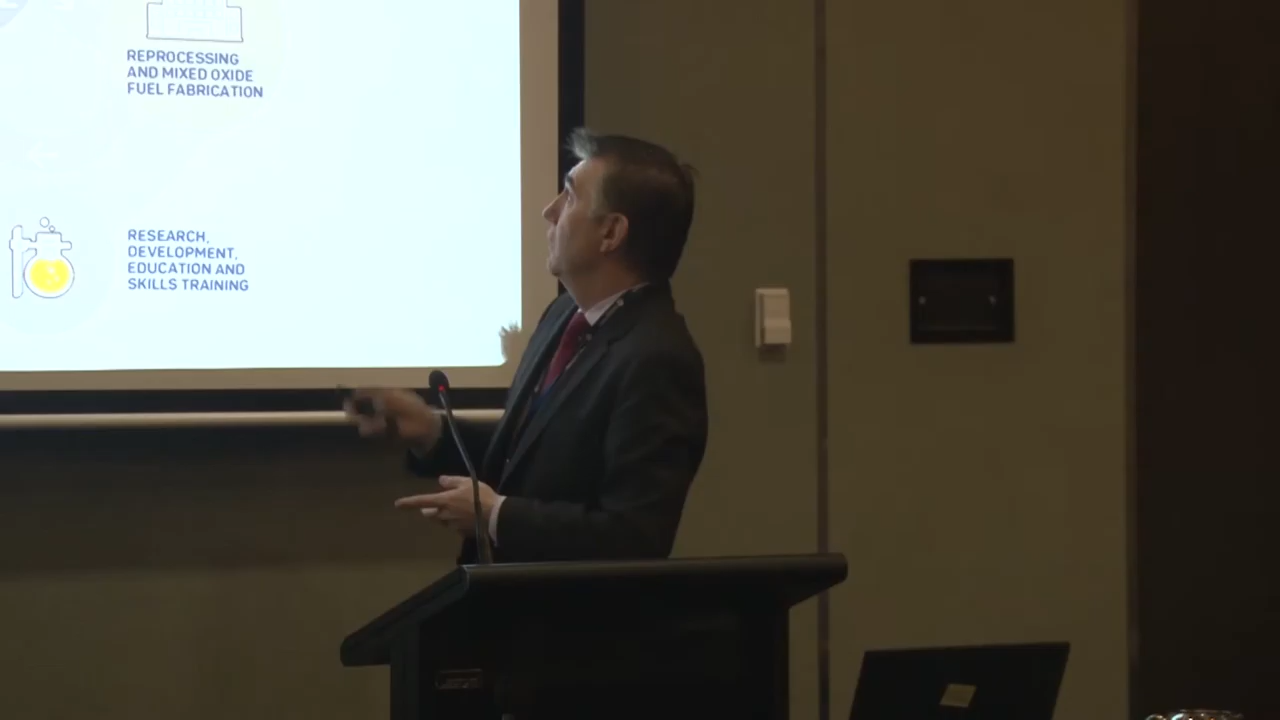 REPROCESSING
AND MIXED OXIDE
FUEL FABRICATION
RESEARCH,
DEVELOPMENT,
EDUCATION AND
SKILLS TRAINING